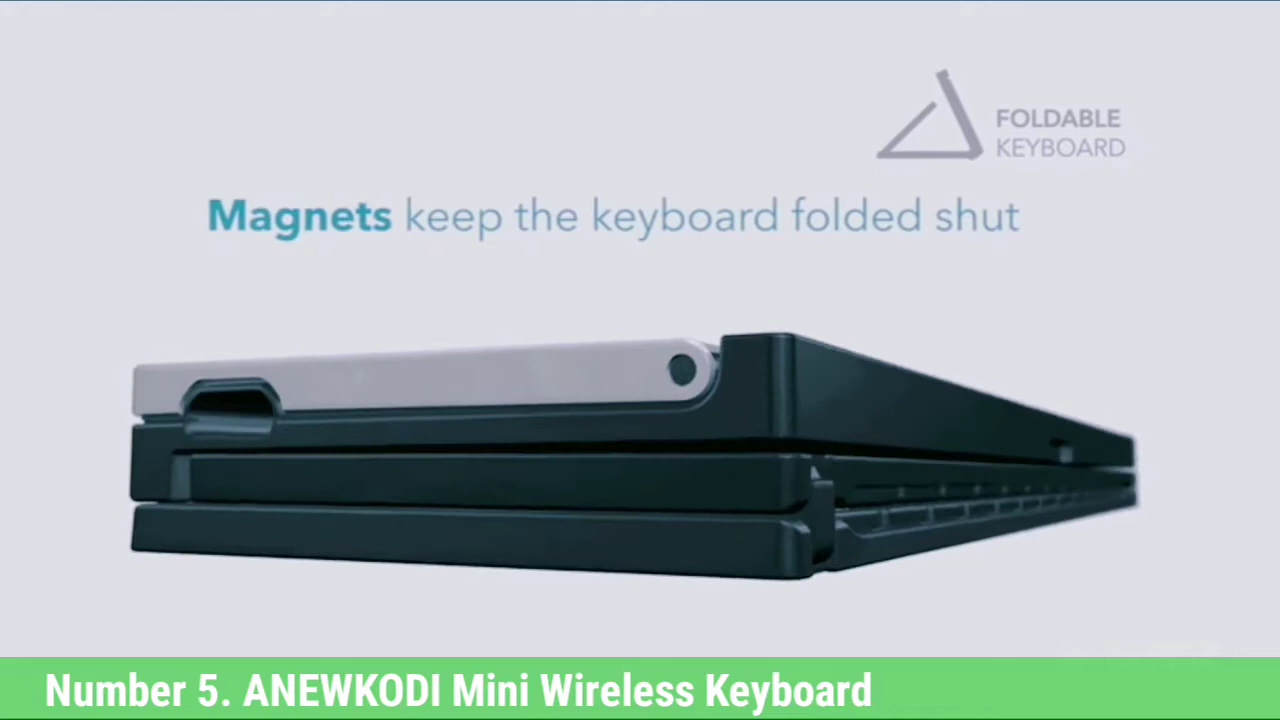 FOLDABLE
KEYBOARD
Magnets keep the keyboard folded shut
Number 5. ANEWKODI Mini Wireless Keyboard